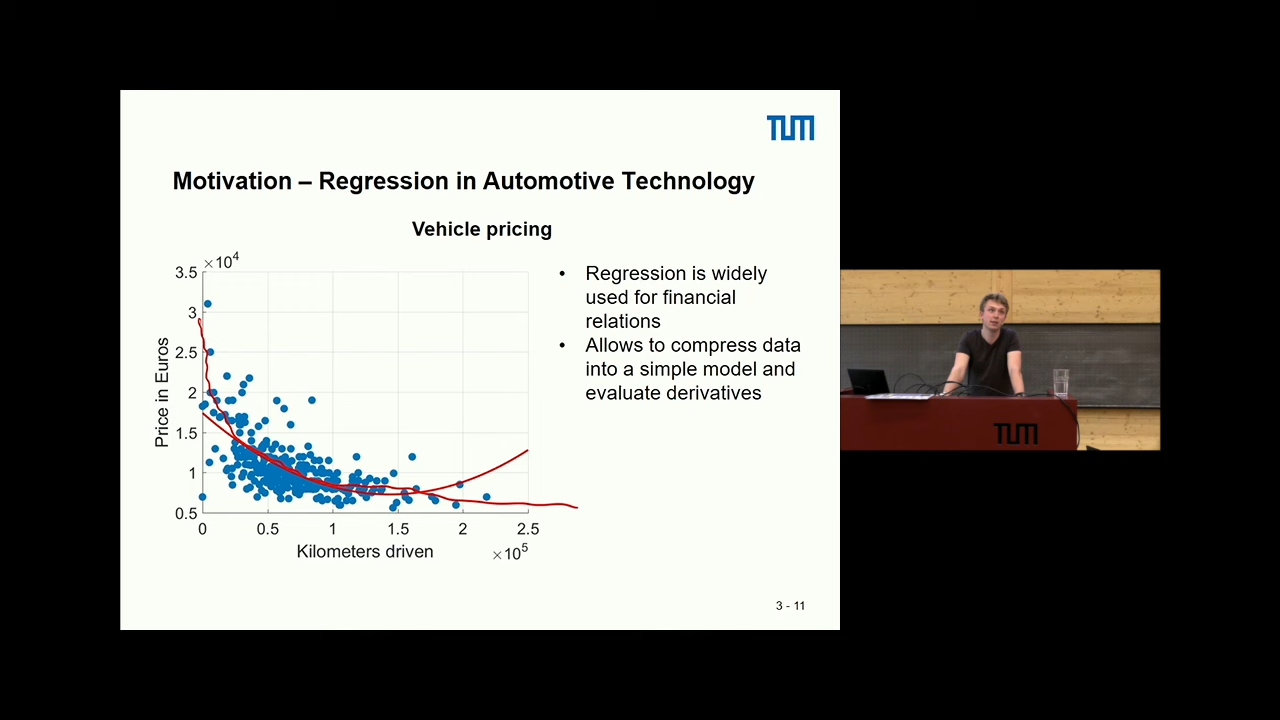 TUM
Motivation – Regression in Automotive Technology
Vehicle pricing
×10^4
3.5
3
2.5
2
1.5
1
0.5
Price in Euros
0 0.5 1 1.5 2 2.5
Kilometers driven
×10^5
• Regression is widely
used for financial
relations
• Allows to compress data
into a simple model and
evaluate derivatives
3 - 11
TUM